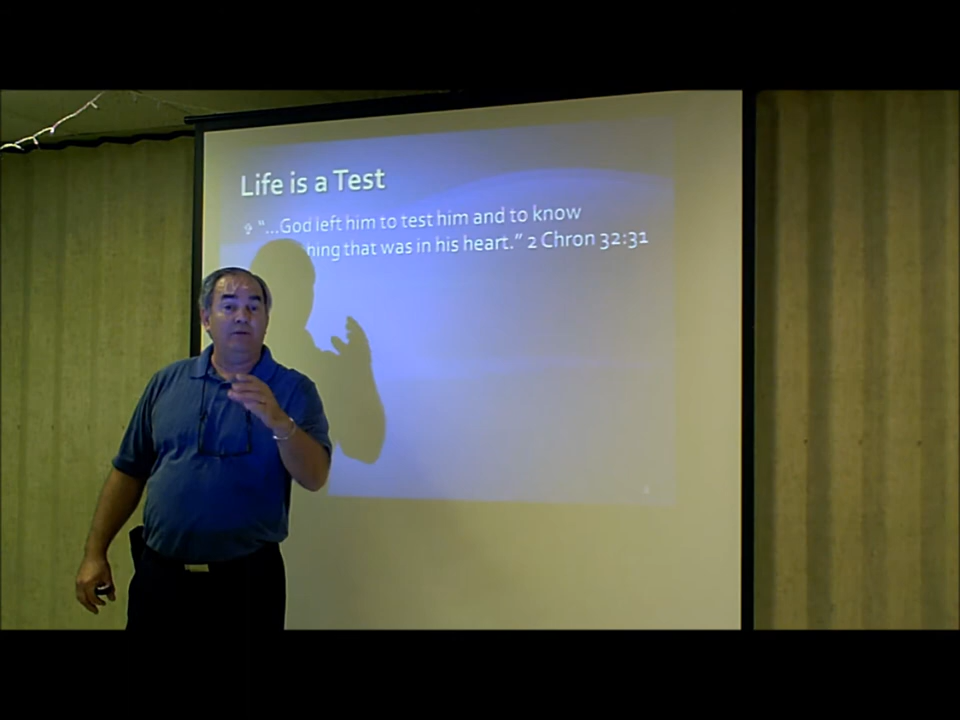 Life is a Test
"...God left him to test him and to know
hing that was in his heart." 2 Chron 32:31